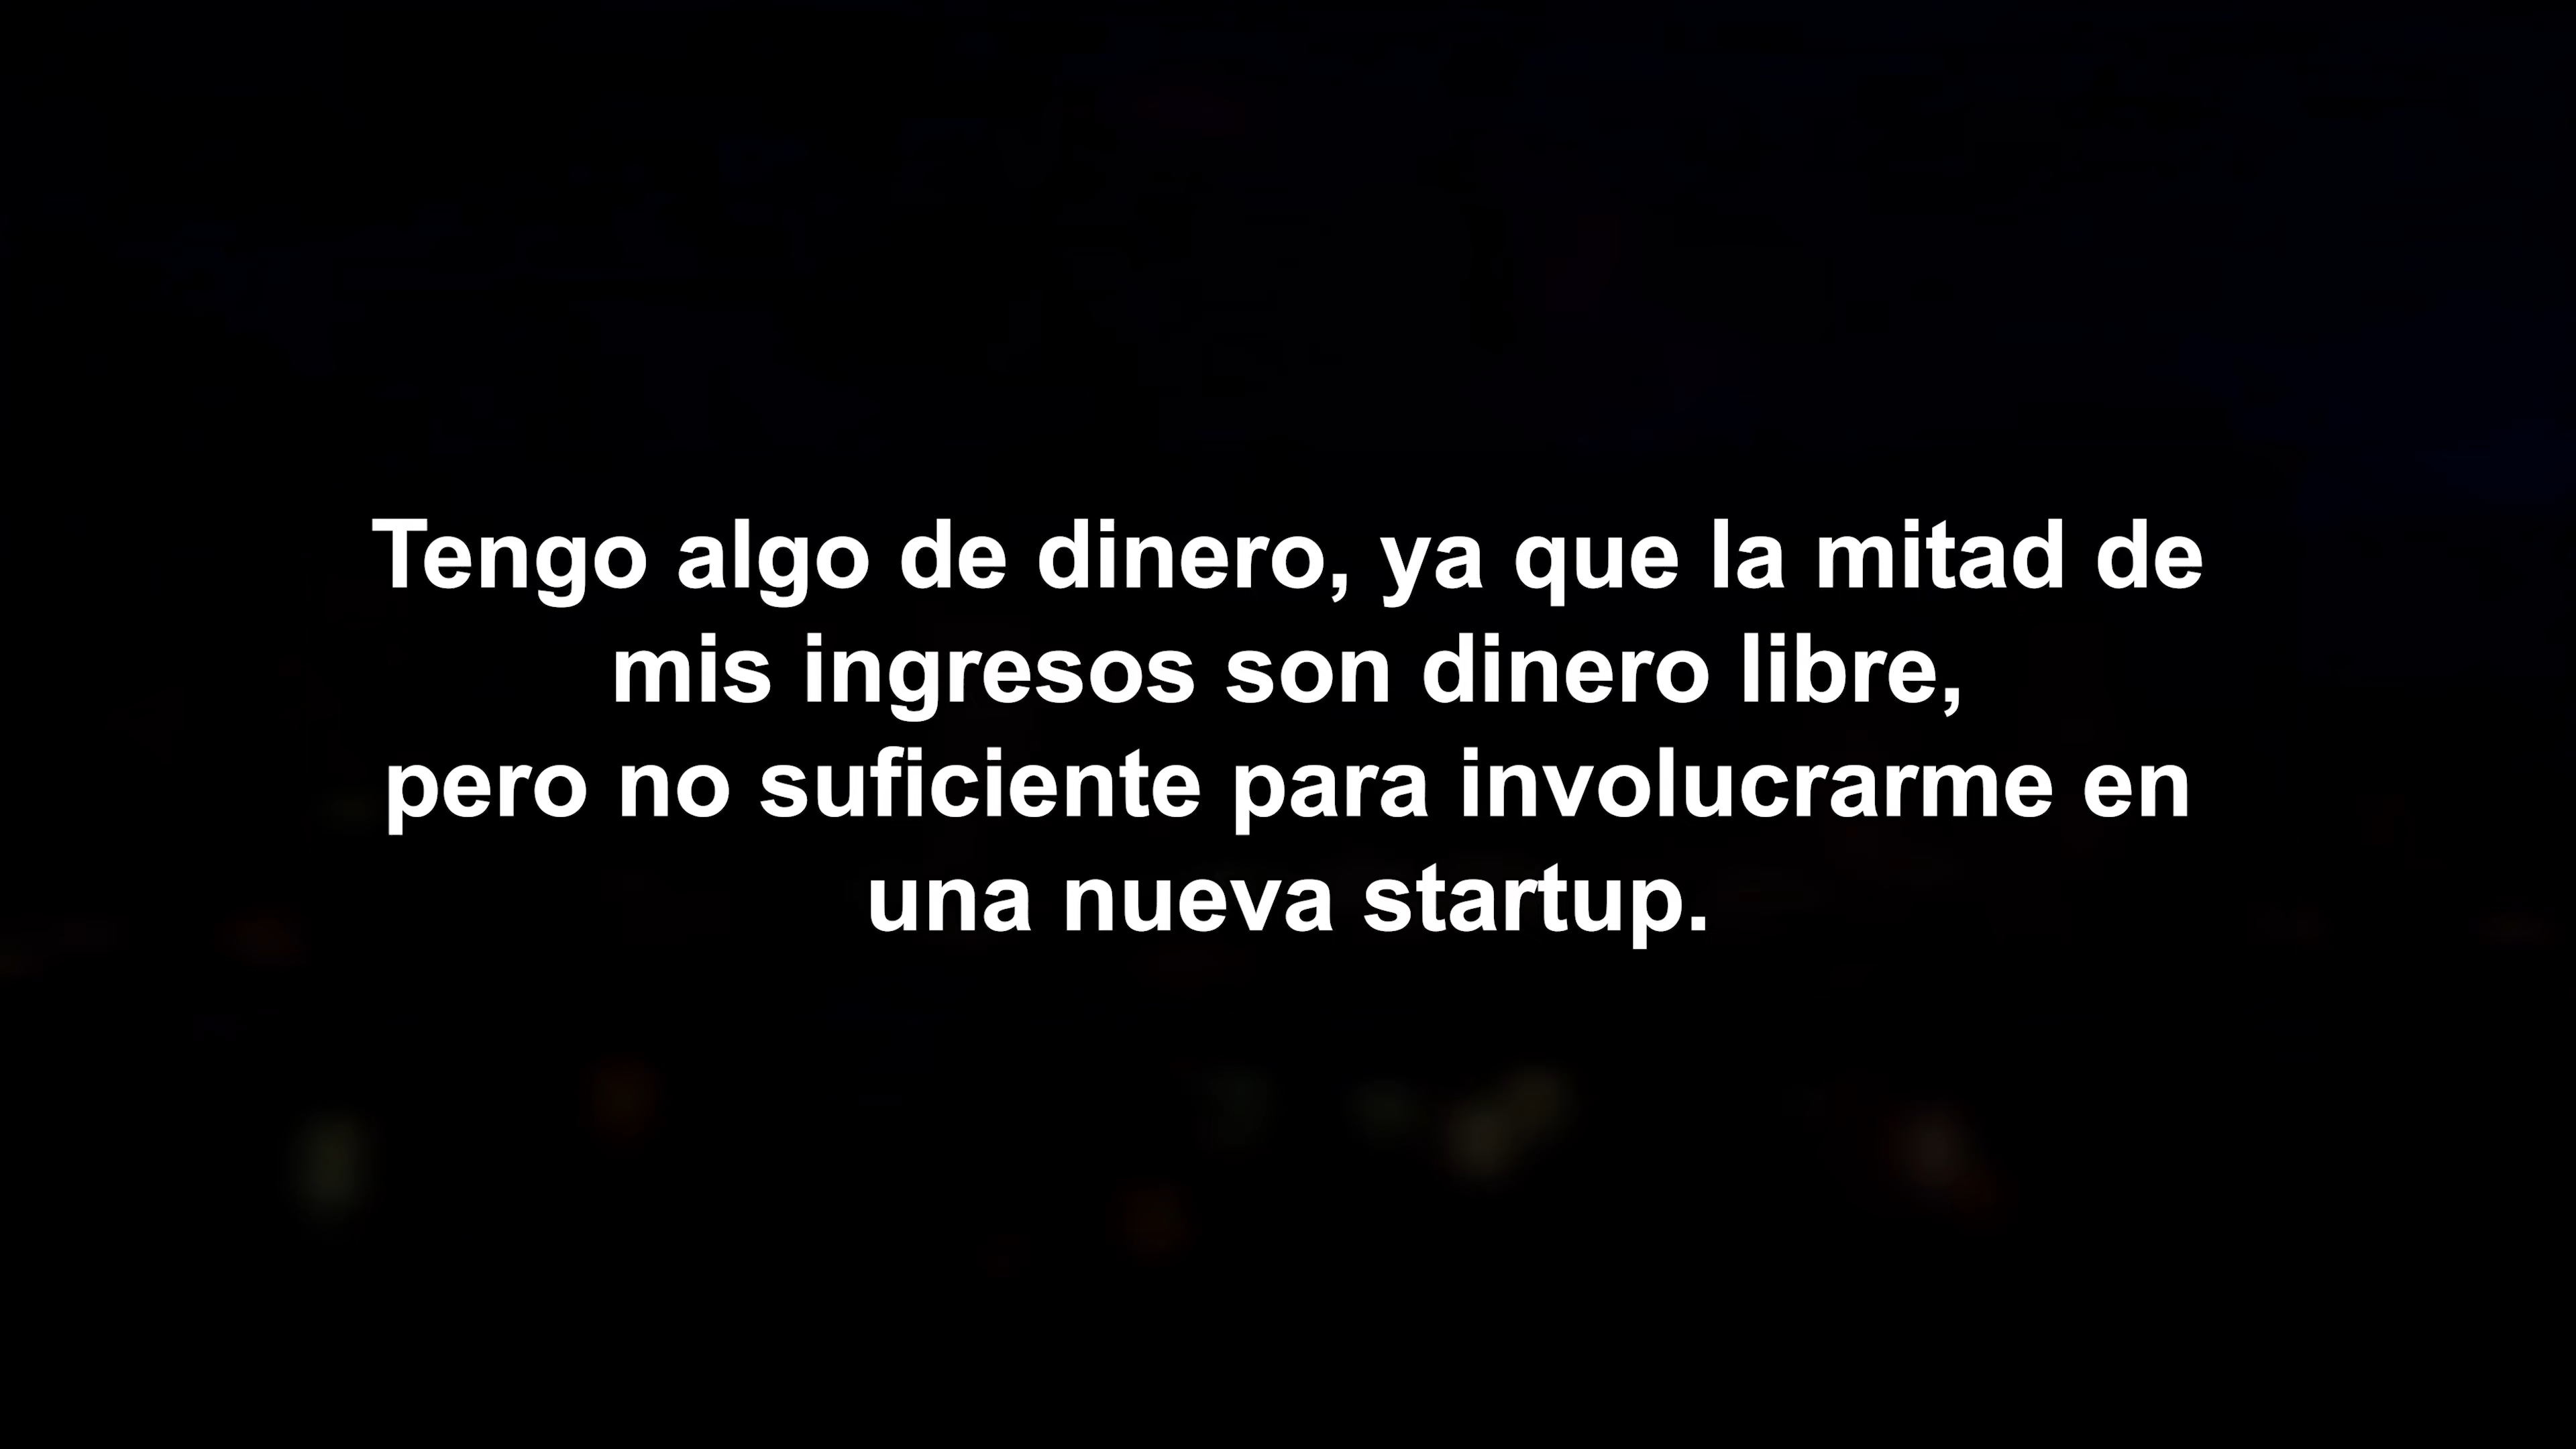 Tengo algo de dinero, ya que la mitad de
mis ingresos son dinero libre,
pero no suficiente para involucrarme en
una nueva startup.